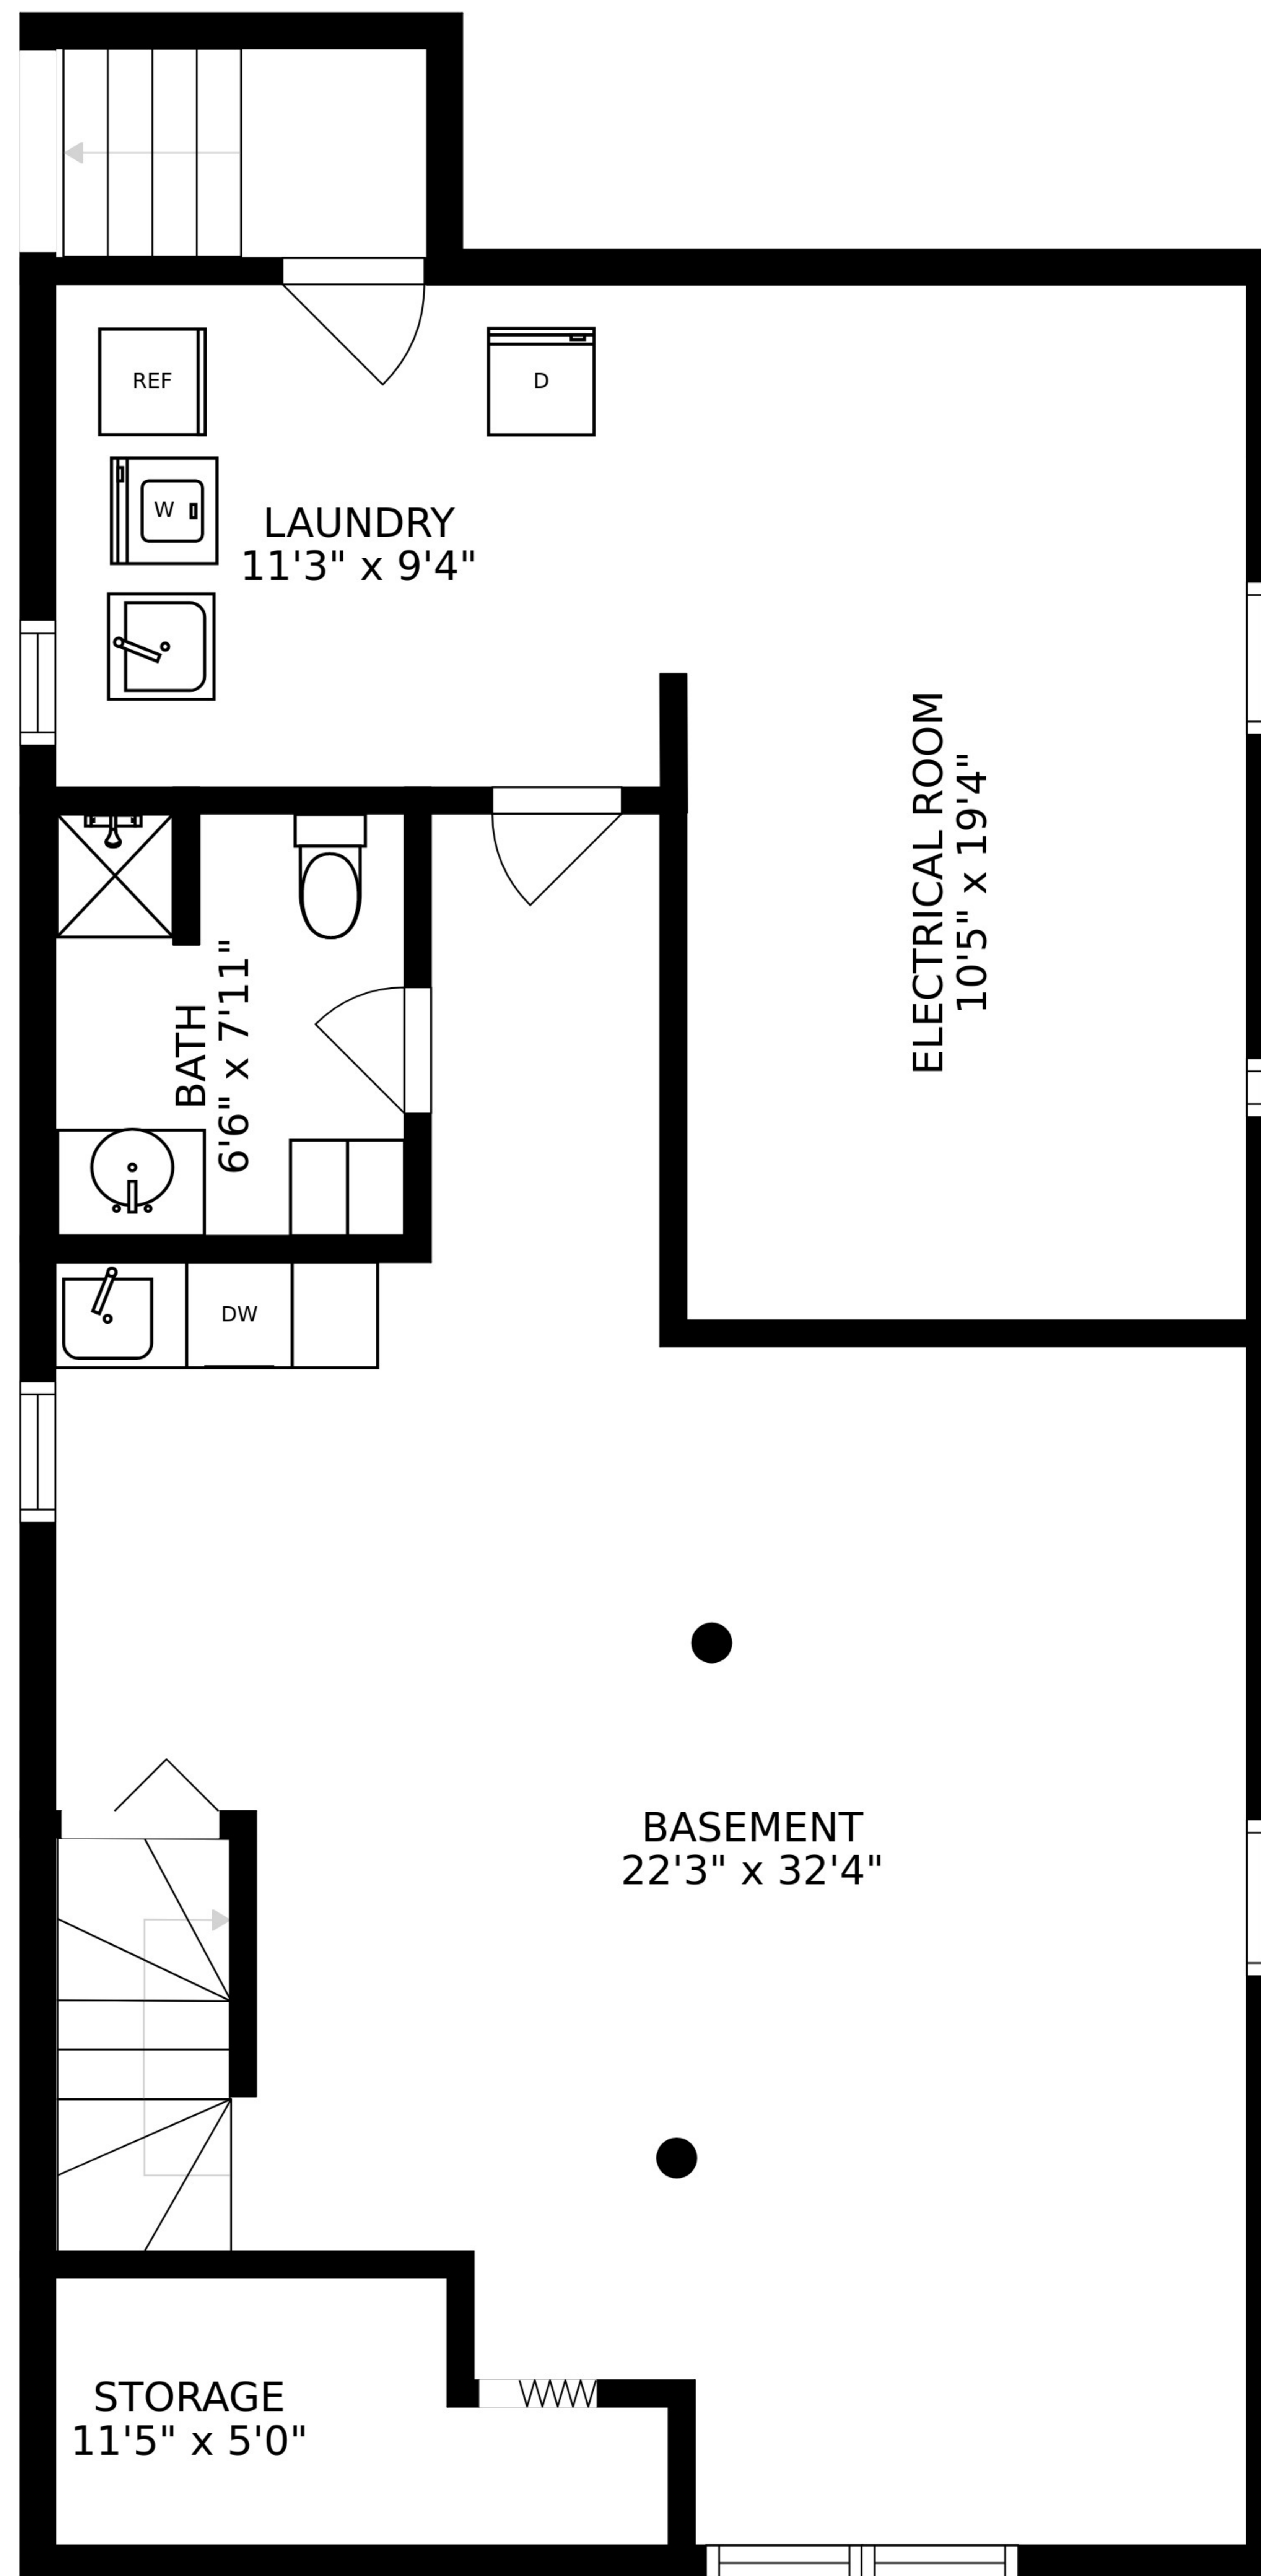 REF
D
W
LAUNDRY
11'3" x 9'4"
ELECTRICAL ROOM
10'5" x 19'4"
BATH
6'6" x 7'11"
DW
BASEMENT
22'3" x 32'4"
STORAGE
11'5" x 5'0"